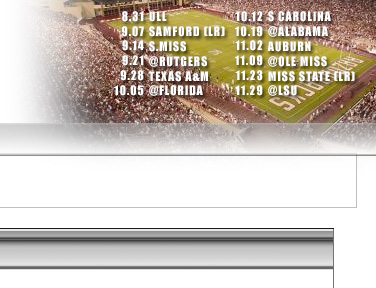 8.31 ULL
9.07 SAMFORD (LR)
9.14 S.MISS
9.21 @RUTGERS
9.28 TEXAS A&M
10.05 @FLORIDA
10.12 S CAROLINA
10.19 @ALABAMA
11.02 AUBURN
11.09 @OLE MISS
11.23 MISS STATE (LR)
11.29 @LSU